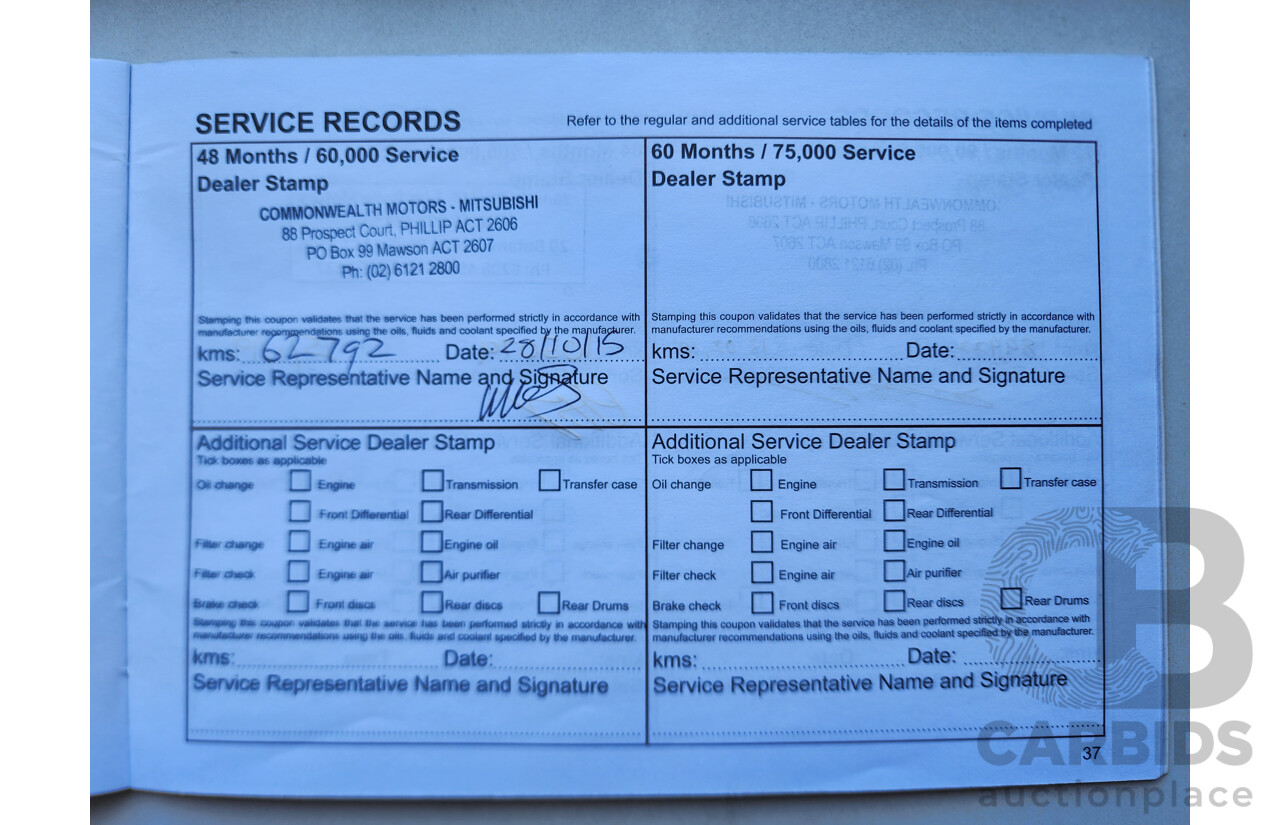 SERVICE RECORDS
Refer to the regular and additional service tables for the details of the items completed
48 Months / 60,000 Service
Dealer Stamp
COMMONWEALTH MOTORS - MITSUBISHI
88 Prospect Court, PHILLIP ACT 2606
PO Box 99 Mawson ACT 2607
Ph: (02) 6121 2800
Stamping this coupon validates that the service has been performed strictly in accordance with
manufacturer recommendations using the oils, fluids and coolant specified by the manufacturer.
kms: 62792 Date: 28/10/15
Service Representative Name and Signature
Additional Service Dealer Stamp
Tick boxes as applicable
Oil change Engine Transmission Transfer case
Front Differential Rear Differential
Filter change Engine air Engine oil
Filter check Engine air Air purifier
Brake check Front discs Rear discs Rear Drums
Stamping this coupon validates that the service has been performed strictly in accordance with
manufacturer recommendations using the oils, fluids and coolant specified by the manufacturer.
kms: Date:
Service Representative Name and Signature
60 Months / 75,000 Service
Dealer Stamp
Stamping this coupon validates that the service has been performed strictly in accordance with
manufacturer recommendations using the oils, fluids and coolant specified by the manufacturer.
kms: Date:
Service Representative Name and Signature
Additional Service Dealer Stamp
Tick boxes as applicable
Oil change Engine Transmission Transfer case
Front Differential Rear Differential
Filter change Engine air Engine oil
Filter check Engine air Air purifier
Brake check Front discs Rear discs Rear Drums
Stamping this coupon validates that the service has been performed strictly in accordance with
manufacturer recommendations using the oils, fluids and coolant specified by the manufacturer.
kms: Date:
Service Representative Name and Signature
37
CB
CARBIDS
auctionplace